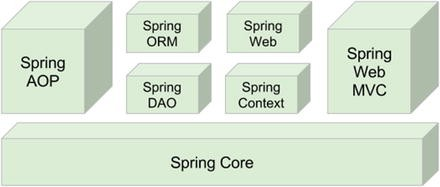 Spring
AOP
Spring
ORM
Spring
Web
Spring
DAO
Spring
Context
Spring
Web
MVC
Spring Core